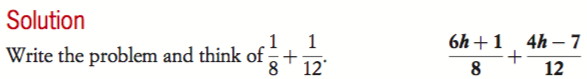 Solution
Write the problem and think of 1/8 + 1/12. (6h + 1)/8 + (4h − 7)/12